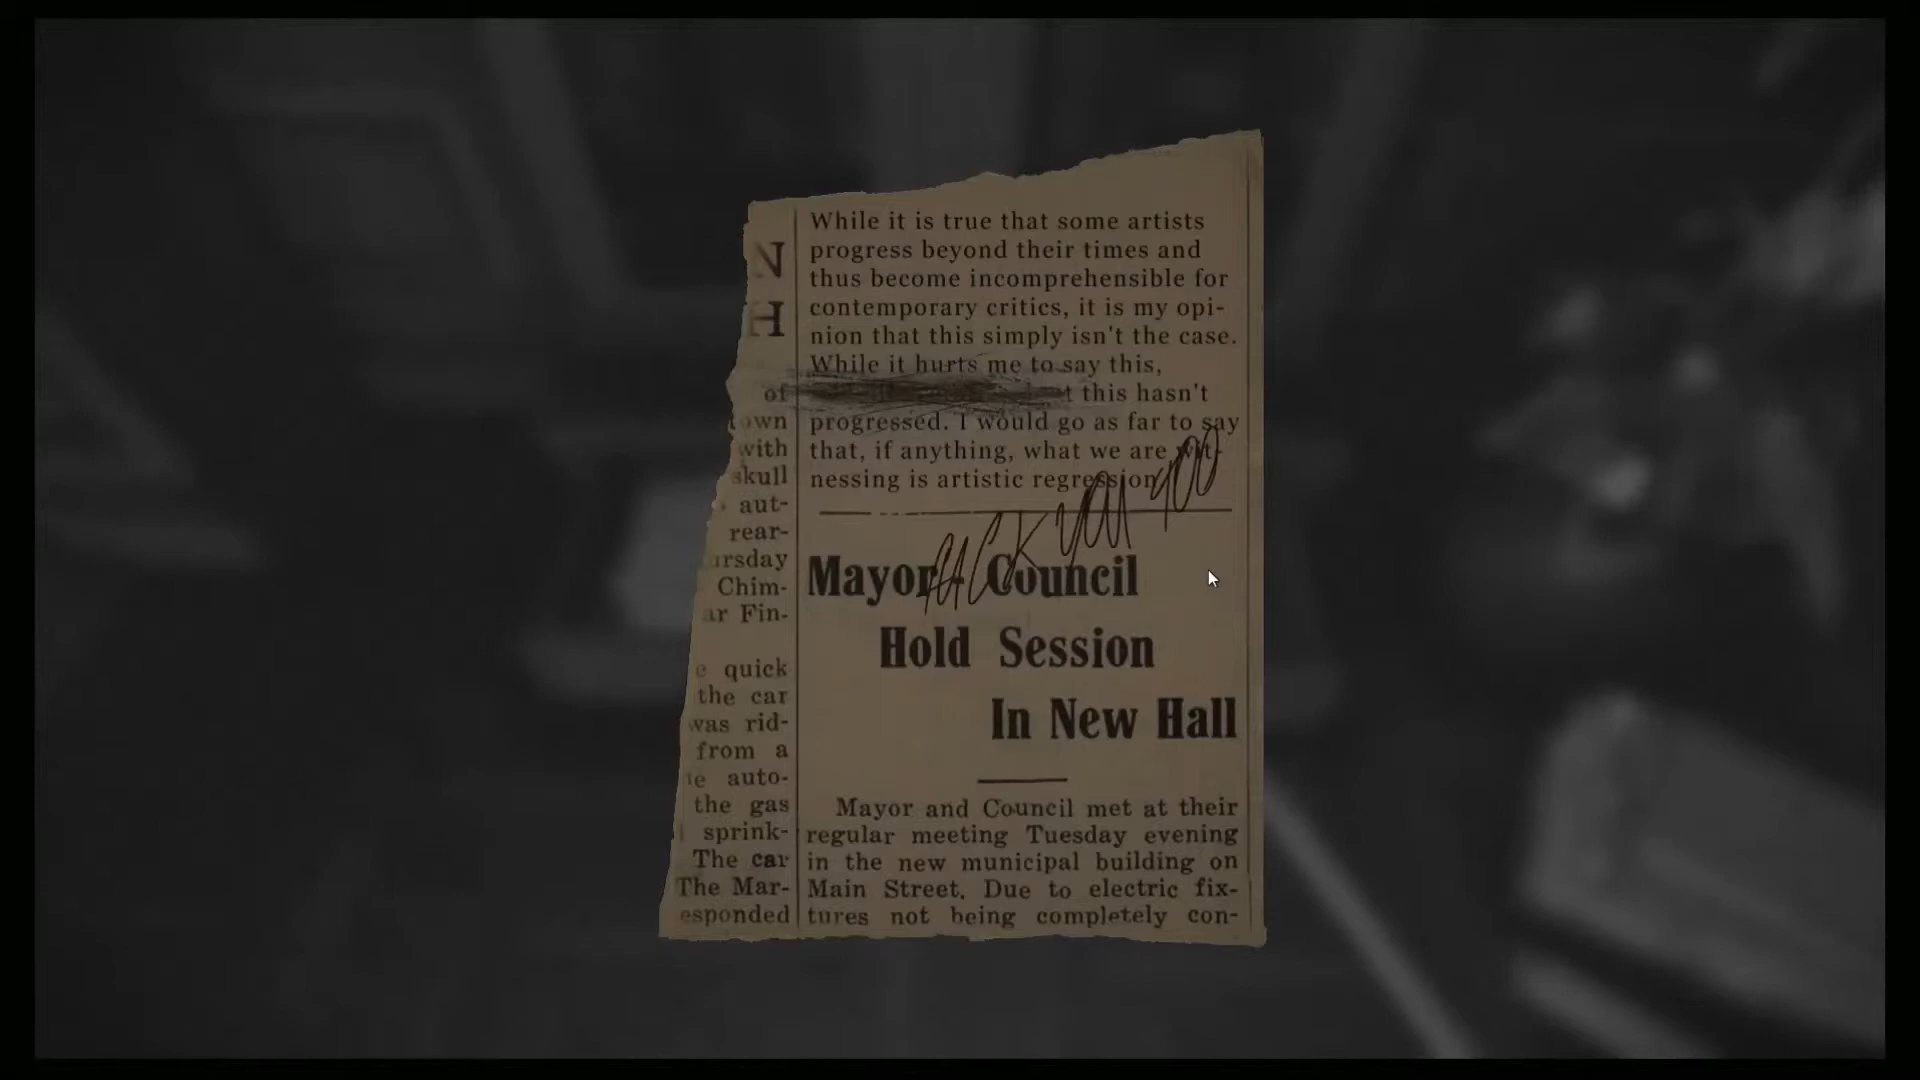 N
H
of
own
with
skull
aut-
rear-
ursday
Chim-
ar Fin-
e quick
the car
was rid-
from a
e auto-
the gas
sprink-
The car
The Mar-
esponded
While it is true that some artists
progress beyond their times and
thus become incomprehensible for
contemporary critics, it is my opi-
nion that this simply isn't the case.
While it hurts me to say this,
t this hasn't
progressed. I would go as far to say
that, if anything, what we are wit-
nessing is artistic regression
YOU TOO
Mayor- Council
Hold Session
In New Hall
Mayor and Council met at their
regular meeting Tuesday evening
in the new municipal building on
Main Street. Due to electric fix-
tures not being completely con-